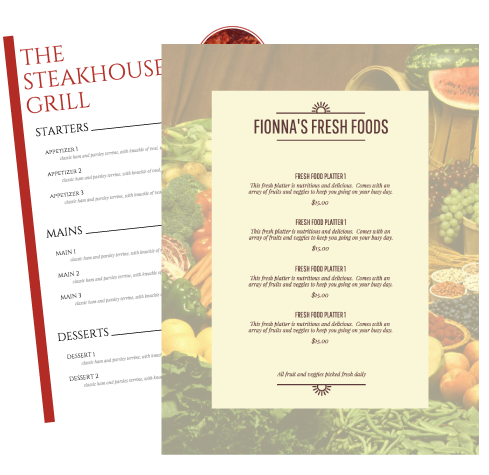 THE
STEAKHOUSE
GRILL
STARTERS
APPETIZER 1
classic ham and parsley terrine, with knuckle of veal,
APPETIZER 2
classic ham and parsley terrine, with knuckle of veal,
APPETIZER 3
classic ham and parsley terrine, with knuckle of
MAINS
MAIN 1
classic ham and parsley terrine, with knuckle of
MAIN 2
classic ham and parsley terrine, with knuckle of
MAIN 3
classic ham and parsley terrine, with knuckle
DESSERTS
DESSERT 1
classic ham and parsley terrine, with
DESSERT 2
classic ham and parsley terrine, with
FIONNA'S FRESH FOODS
FRESH FOOD PLATTER 1
This fresh platter is nutritious and delicious. Comes with an
array of fruits and veggies to keep you going on your busy day.
$15.00
FRESH FOOD PLATTER 1
This fresh platter is nutritious and delicious. Comes with an
array of fruits and veggies to keep you going on your busy day.
$15.00
FRESH FOOD PLATTER 1
This fresh platter is nutritious and delicious. Comes with an
array of fruits and veggies to keep you going on your busy day.
$15.00
FRESH FOOD PLATTER 1
This fresh platter is nutritious and delicious. Comes with an
array of fruits and veggies to keep you going on your busy day.
$15.00
All fruit and veggies picked fresh daily